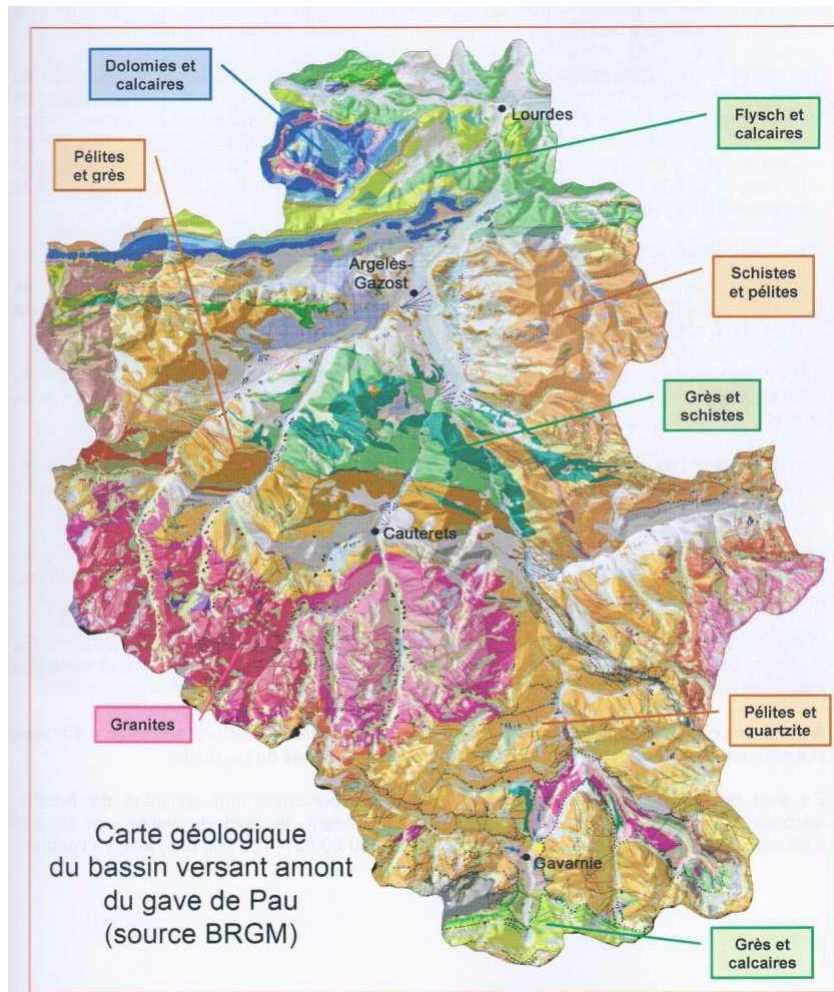 Dolomies et
calcaires
Lourdes
Flysch et
calcaires
Pélites
et grès
Argelès-
Gazost
Schistes
et pélites
Grès et
schistes
Cauterets
Granites
Pélites et
quartzite
Carte géologique
du bassin versant amont
du gave de Pau
(source BRGM)
Gavarnie
Grès et
calcaires